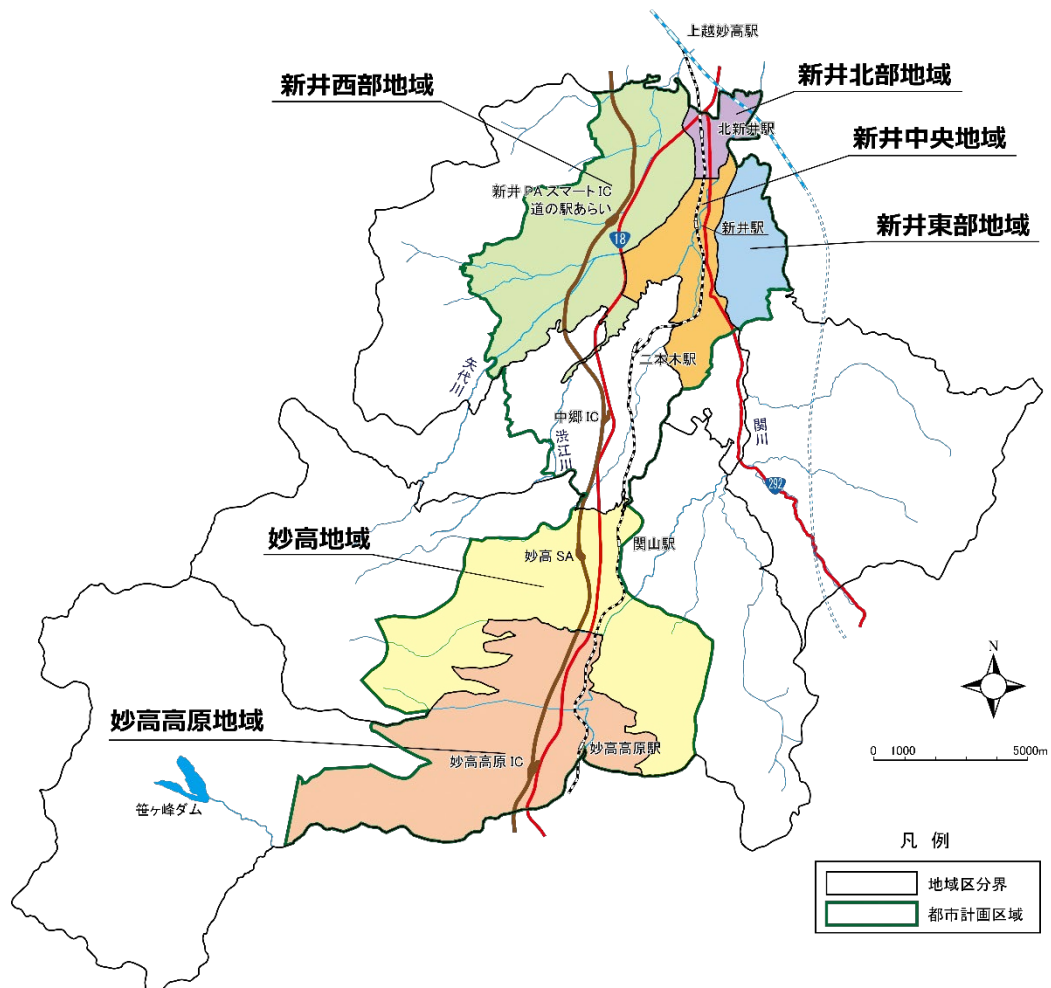 上越妙高駅
新井西部地域
新井北部地域
北新井駅
新井中央地域
新井PAスマートIC
道の駅あらい
新井駅
新井東部地域
18
二本木駅
矢代川
中郷IC
渋江川
関川
292
妙高地域
妙高SA
関山駅
N
妙高高原地域
妙高高原駅
妙高高原IC
0 1000 5000m
笹ヶ峰ダム
凡例
地域区分界
都市計画区域